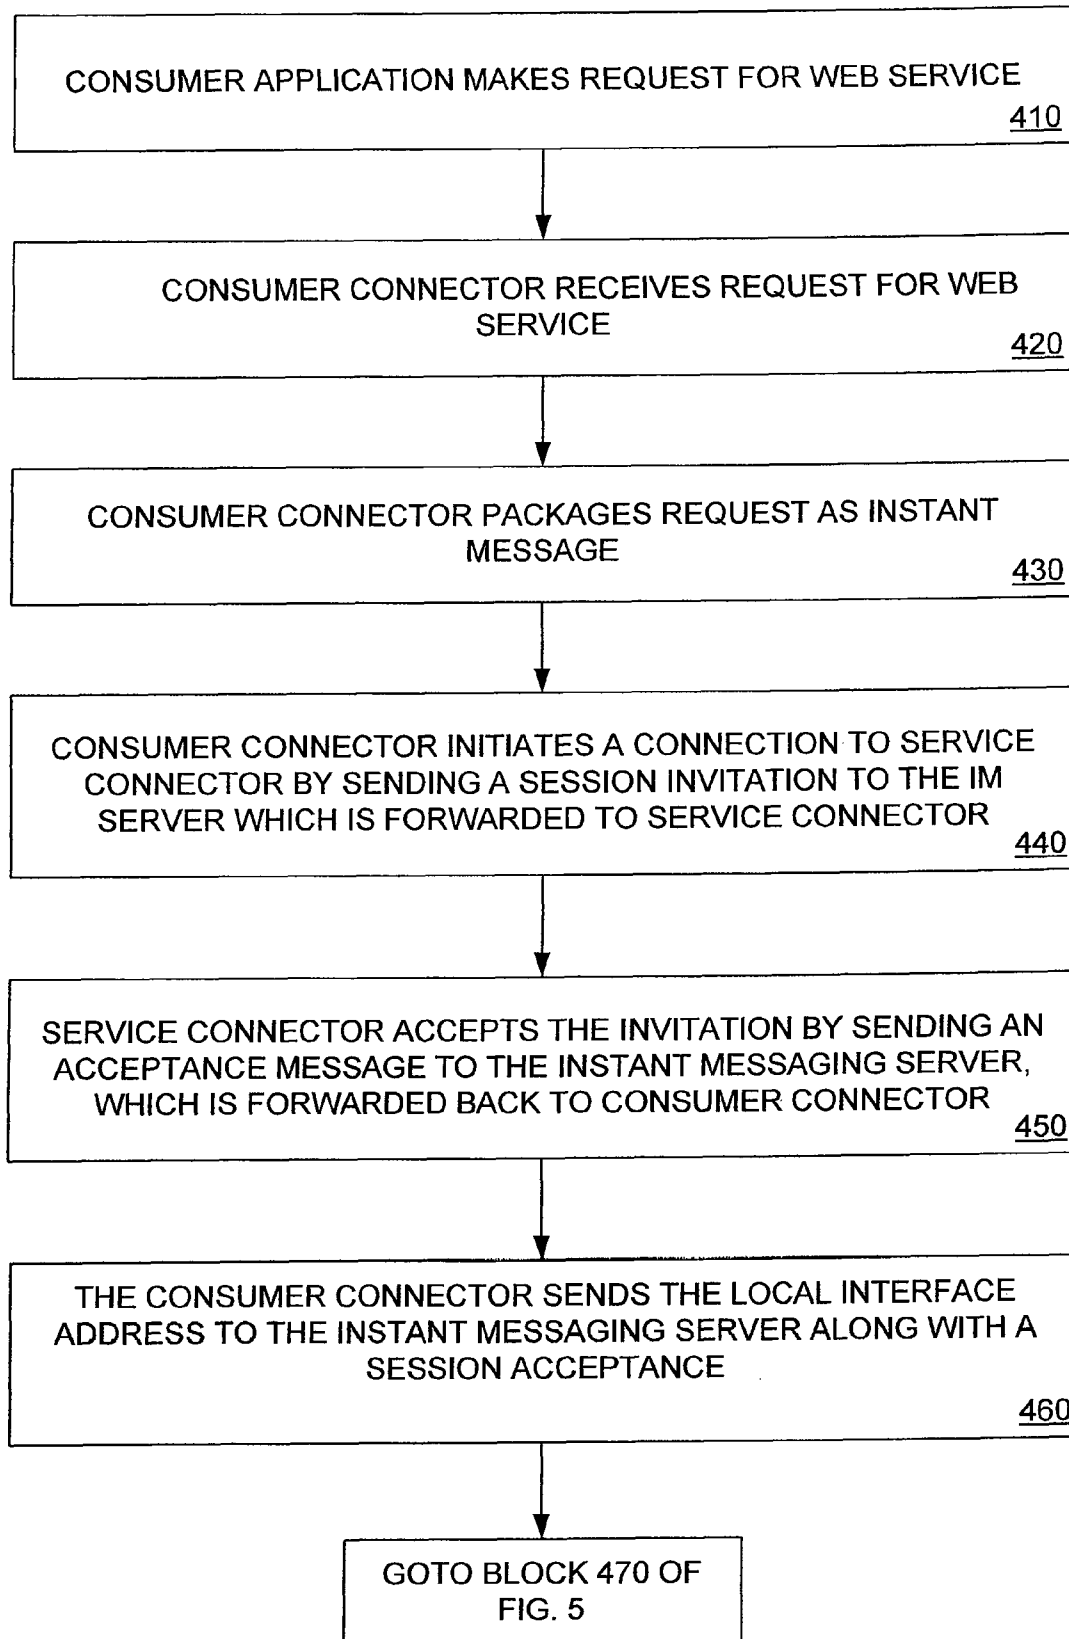 CONSUMER APPLICATION MAKES REQUEST FOR WEB SERVICE
410
CONSUMER CONNECTOR RECEIVES REQUEST FOR WEB
SERVICE
420
CONSUMER CONNECTOR PACKAGES REQUEST AS INSTANT
MESSAGE
430
CONSUMER CONNECTOR INITIATES A CONNECTION TO SERVICE
CONNECTOR BY SENDING A SESSION INVITATION TO THE IM
SERVER WHICH IS FORWARDED TO SERVICE CONNECTOR
440
SERVICE CONNECTOR ACCEPTS THE INVITATION BY SENDING AN
ACCEPTANCE MESSAGE TO THE INSTANT MESSAGING SERVER,
WHICH IS FORWARDED BACK TO CONSUMER CONNECTOR
450
THE CONSUMER CONNECTOR SENDS THE LOCAL INTERFACE
ADDRESS TO THE INSTANT MESSAGING SERVER ALONG WITH A
SESSION ACCEPTANCE
460
GOTO BLOCK 470 OF
FIG. 5